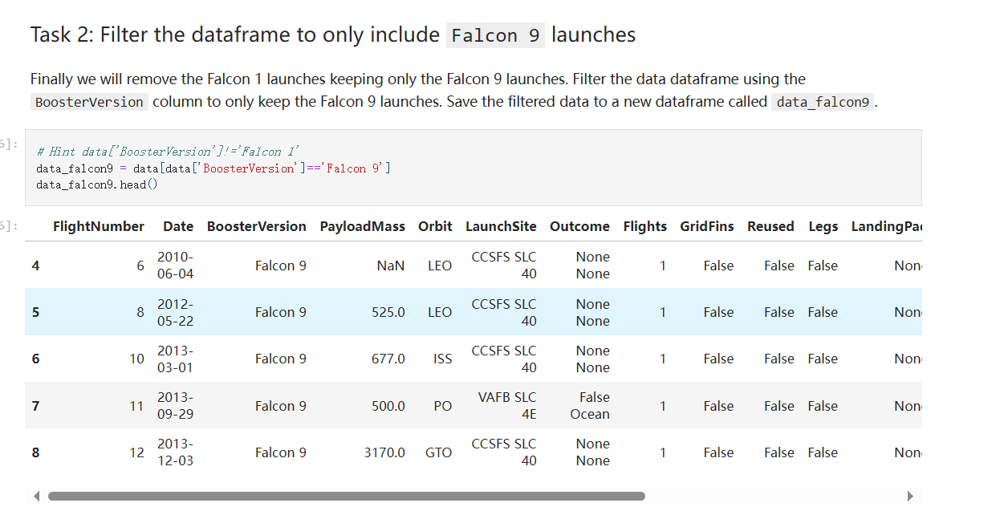 Task 2: Filter the dataframe to only include Falcon 9 launches
Finally we will remove the Falcon 1 launches keeping only the Falcon 9 launches. Filter the data dataframe using the
BoosterVersion column to only keep the Falcon 9 launches. Save the filtered data to a new dataframe called data_falcon9.
6]:
# Hint data['BoosterVersion']!='Falcon 1'
data_falcon9 = data[data['BoosterVersion']=='Falcon 9']
data_falcon9.head()
6]:
FlightNumber Date BoosterVersion PayloadMass Orbit LaunchSite Outcome Flights GridFins Reused Legs LandingPa
4 6 2010-06-04 Falcon 9 NaN LEO CCSFS SLC 40 None None 1 False False False Non
5 8 2012-05-22 Falcon 9 525.0 LEO CCSFS SLC 40 None None 1 False False False Non
6 10 2013-03-01 Falcon 9 677.0 ISS CCSFS SLC 40 None None 1 False False False Non
7 11 2013-09-29 Falcon 9 500.0 PO VAFB SLC 4E False Ocean 1 False False False Non
8 12 2013-12-03 Falcon 9 3170.0 GTO CCSFS SLC 40 None None 1 False False False Non